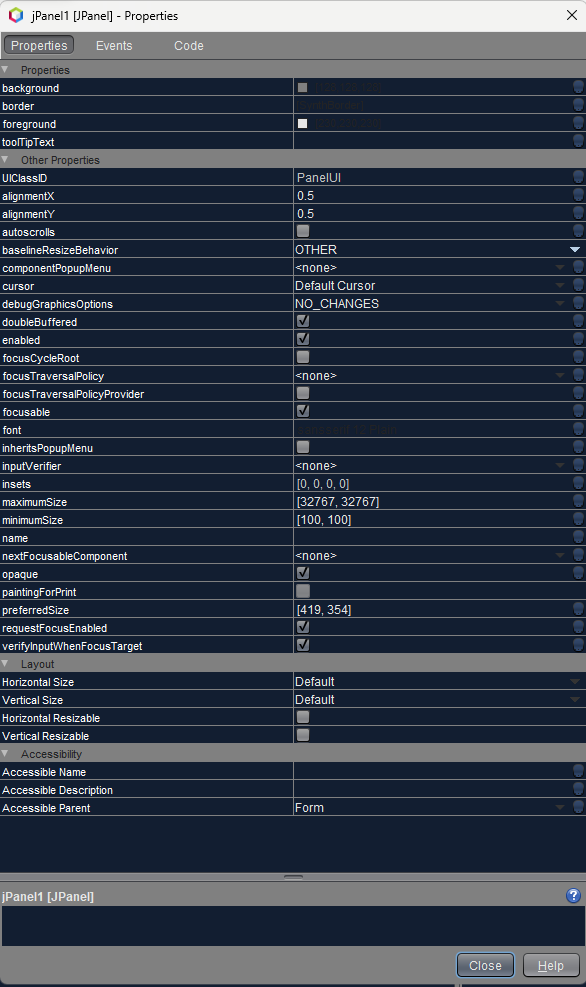 jPanel1 [JPanel] - Properties
Properties Events Code
Properties
background
border
foreground
toolTipText
Other Properties
UIClassID PanelUI
alignmentX 0.5
alignmentY 0.5
autoscrolls
baselineResizeBehavior OTHER
componentPopupMenu <none>
cursor Default Cursor
debugGraphicsOptions NO_CHANGES
doubleBuffered
enabled
focusCycleRoot
focusTraversalPolicy <none>
focusTraversalPolicyProvider
focusable
font
inheritsPopupMenu
inputVerifier <none>
insets [0, 0, 0, 0]
maximumSize [32767, 32767]
minimumSize [100, 100]
name
nextFocusableComponent <none>
opaque
paintingForPrint
preferredSize [419, 354]
requestFocusEnabled
verifyInputWhenFocusTarget
Layout
Horizontal Size Default
Vertical Size Default
Horizontal Resizable
Vertical Resizable
Accessibility
Accessible Name
Accessible Description
Accessible Parent Form
jPanel1 [JPanel] ?
Close Help